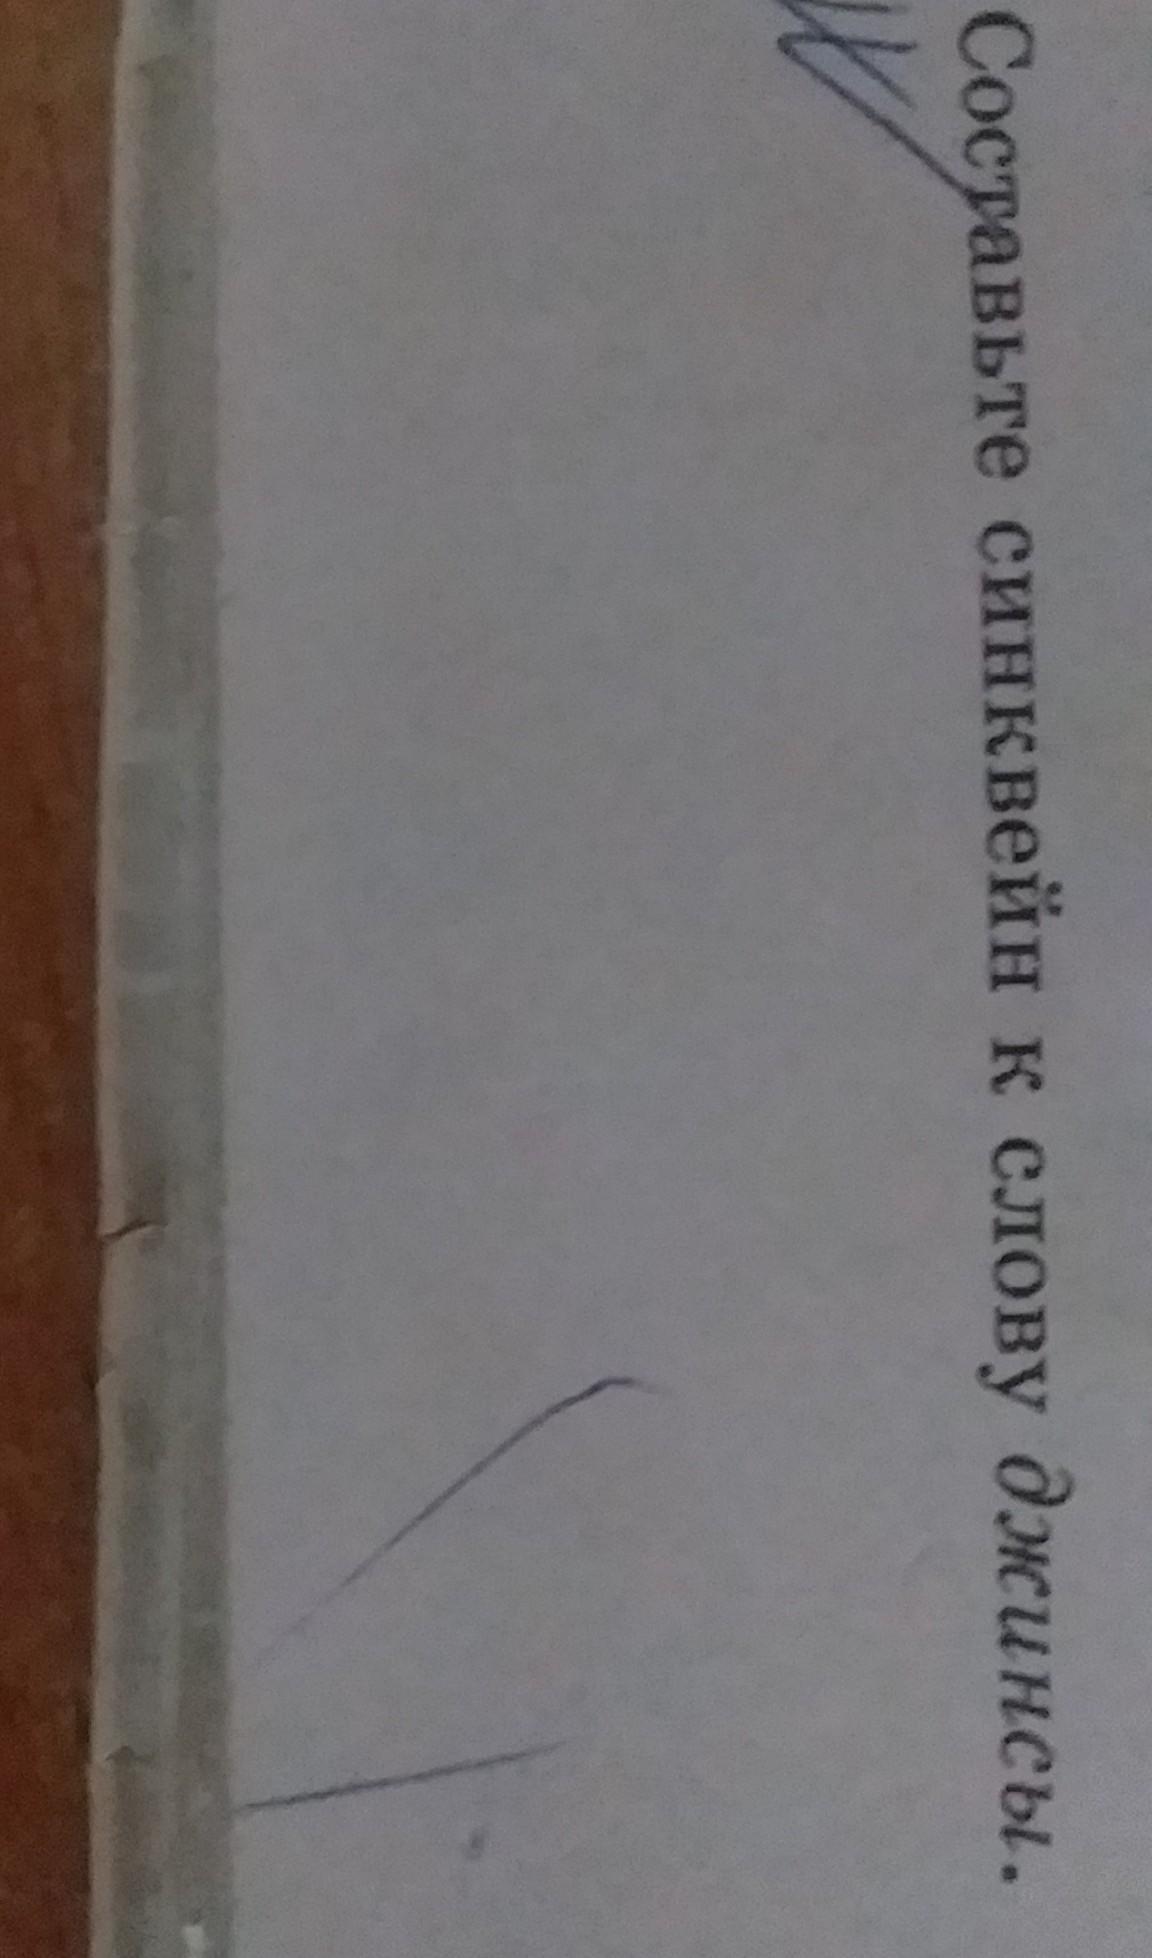 Составьте синквейн к слову джинсы.